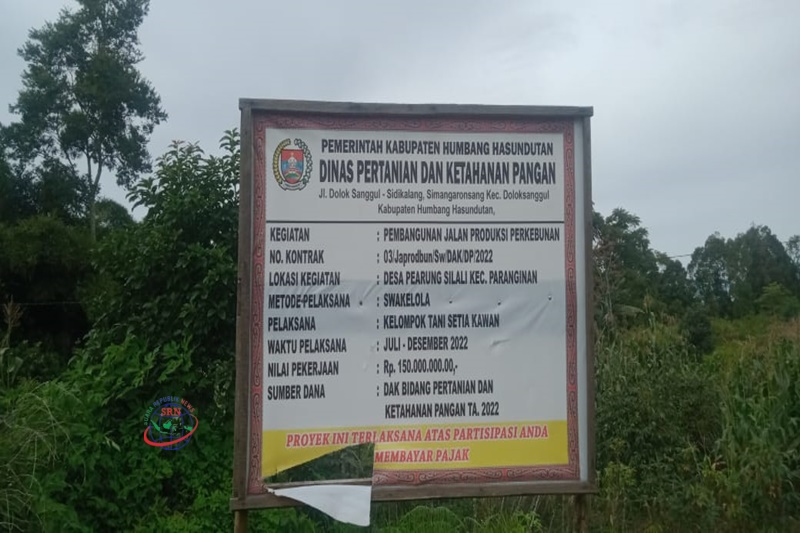 PEMERINTAH KABUPATEN HUMBANG HASUNDUTAN
DINAS PERTANIAN DAN KETAHANAN PANGAN
Jl. Dolok Sanggul - Sidikalang, Simangaronsang Kec. Doloksanggul
Kabupaten Humbang Hasundutan,
KEGIATAN : PEMBANGUNAN JALAN PRODUKSI PERKEBUNAN
NO. KONTRAK : 03/Japrodbun/Sw/DAK/DP/2022
LOKASI KEGIATAN : DESA PEARUNG SILALI KEC. PARANGINAN
METODE PELAKSANA : SWAKELOLA
PELAKSANA : KELOMPOK TANI SETIA KAWAN
WAKTU PELAKSANA : JULI - DESEMBER 2022
NILAI PEKERJAAN : Rp. 150.000.000.00,-
SUMBER DANA : DAK BIDANG PERTANIAN DAN
KETAHANAN PANGAN TA. 2022
PROYEK INI TERLAKSANA ATAS PARTISIPASI ANDA
MEMBAYAR PAJAK
SRN